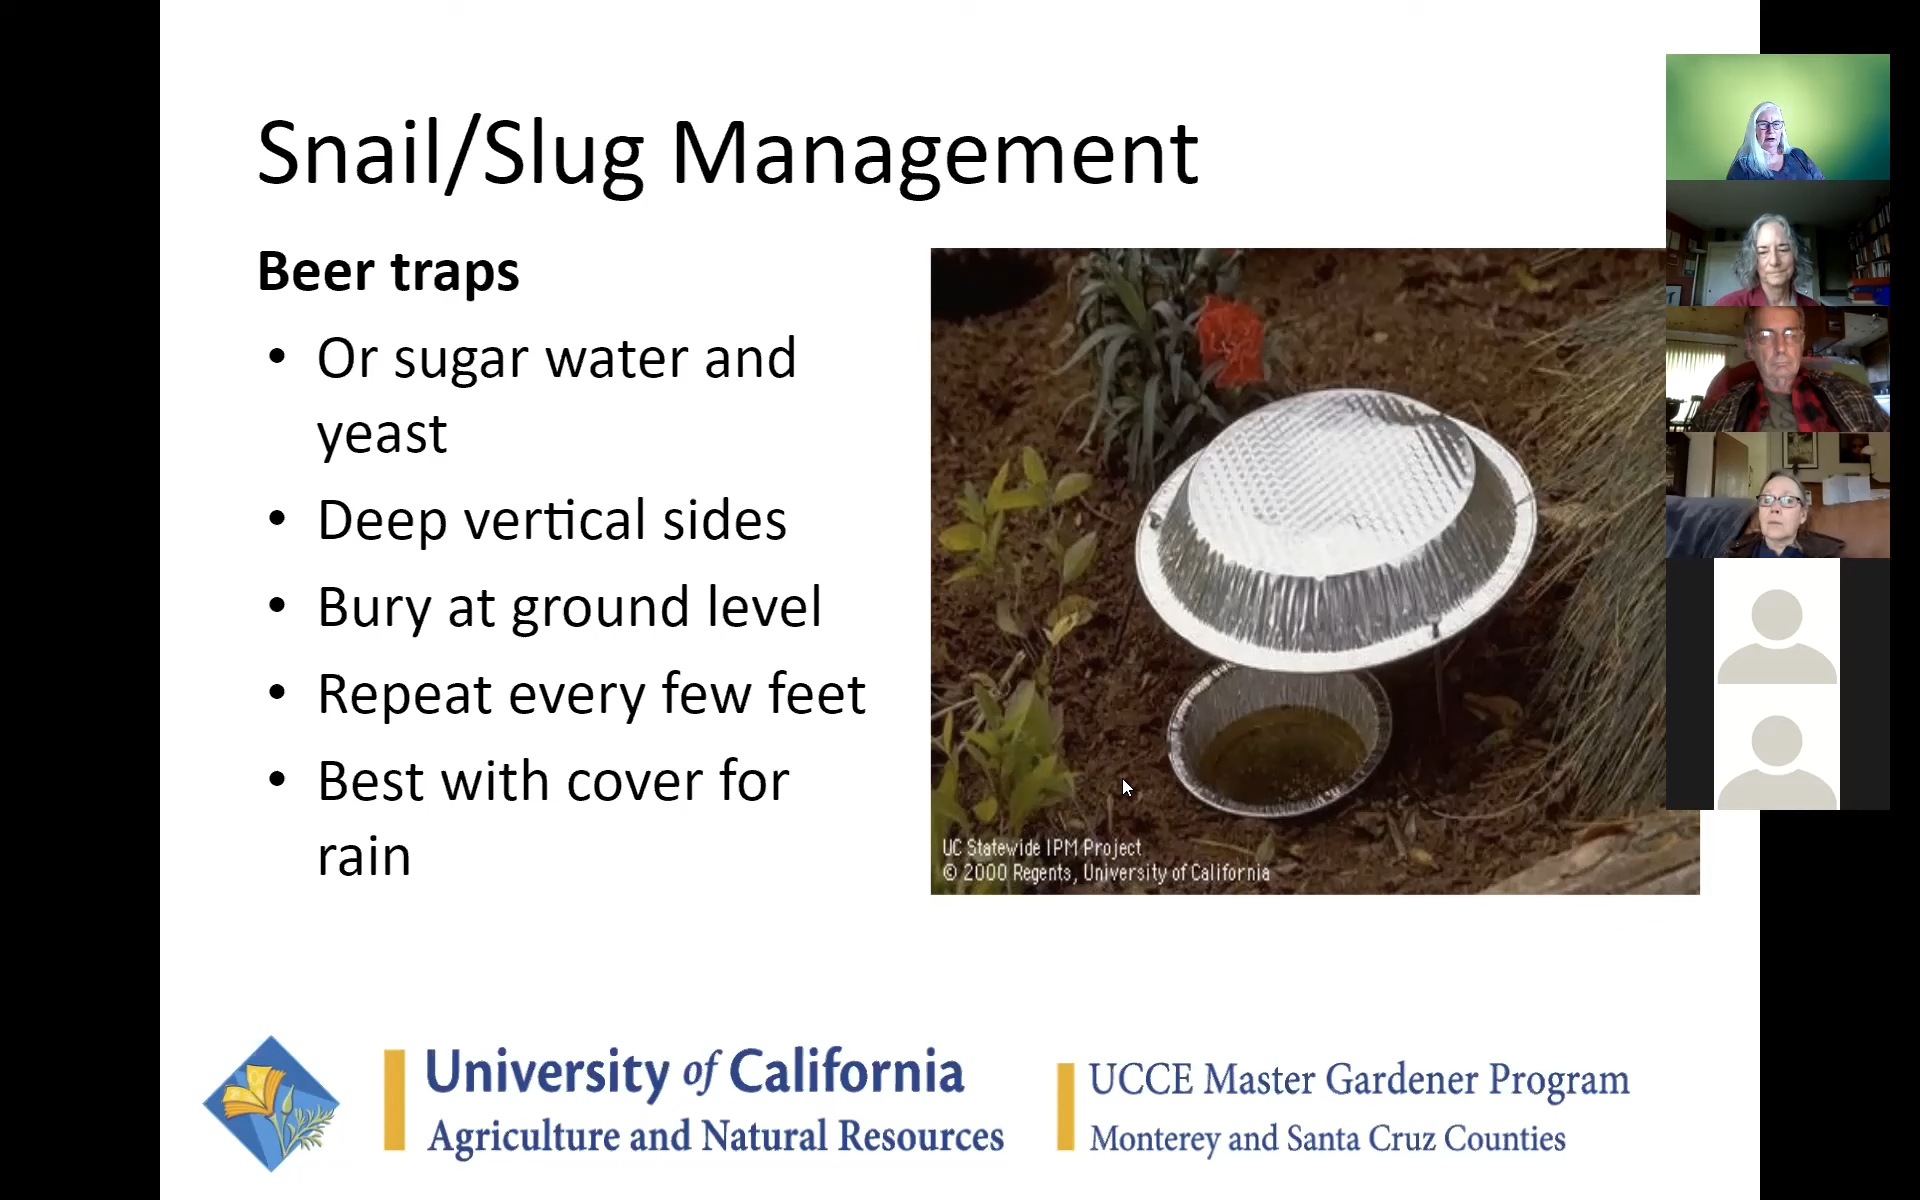 Snail/Slug Management
Beer traps
• Or sugar water and
yeast
• Deep vertical sides
• Bury at ground level
• Repeat every few feet
• Best with cover for
rain
UC Statewide IPM Project
© 2000 Regents, University of California
University of California
Agriculture and Natural Resources
UCCE Master Gardener Program
Monterey and Santa Cruz Counties